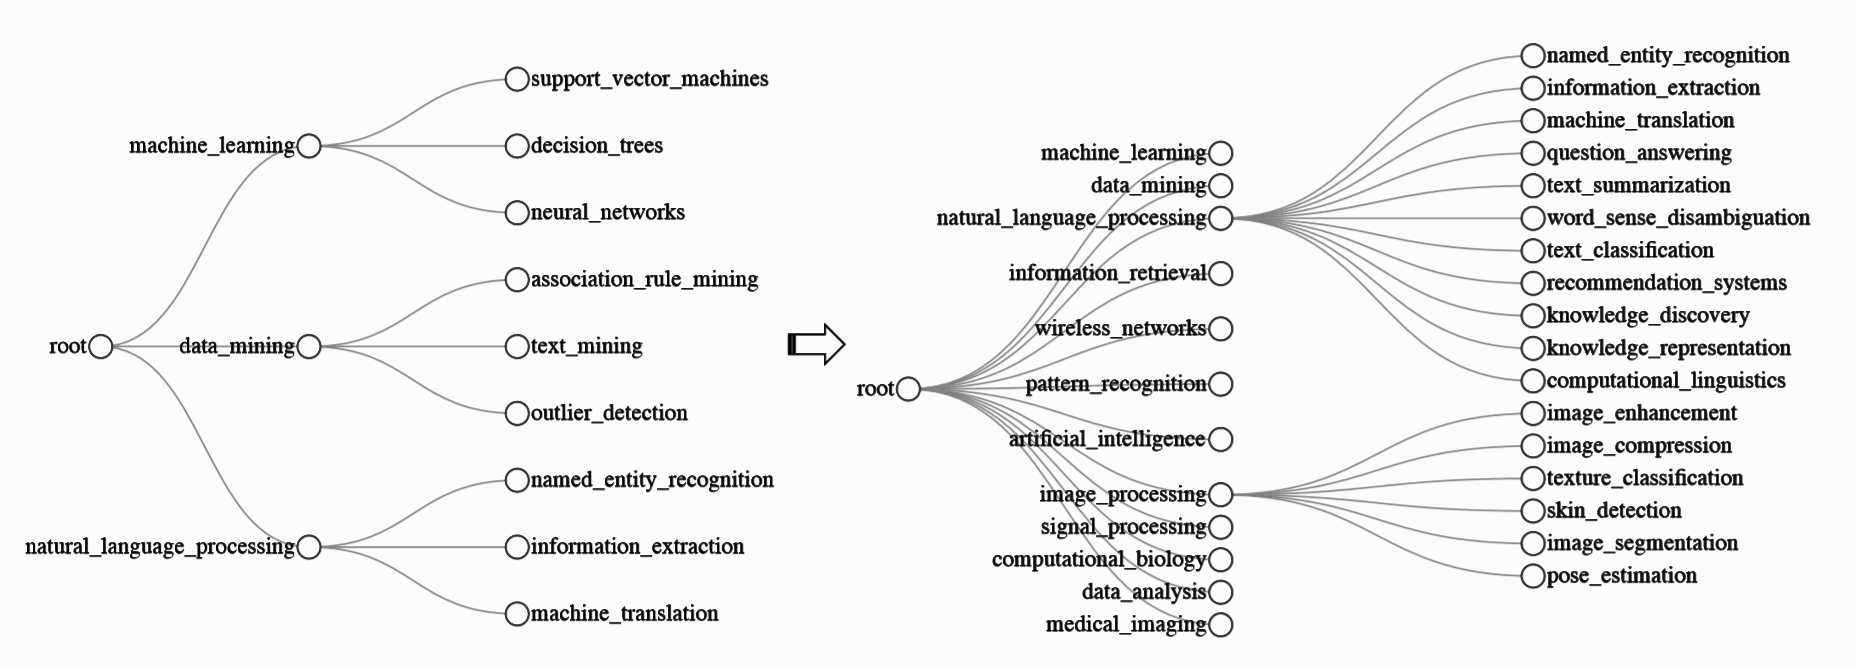 root
machine_learning
support_vector_machines
decision_trees
neural_networks
data_mining
association_rule_mining
text_mining
outlier_detection
natural_language_processing
named_entity_recognition
information_extraction
machine_translation
root
machine_learning
data_mining
natural_language_processing
named_entity_recognition
information_extraction
machine_translation
question_answering
text_summarization
word_sense_disambiguation
text_classification
recommendation_systems
knowledge_discovery
knowledge_representation
computational_linguistics
information_retrieval
wireless_networks
pattern_recognition
artificial_intelligence
image_processing
image_enhancement
image_compression
texture_classification
skin_detection
image_segmentation
pose_estimation
signal_processing
computational_biology
data_analysis
medical_imaging